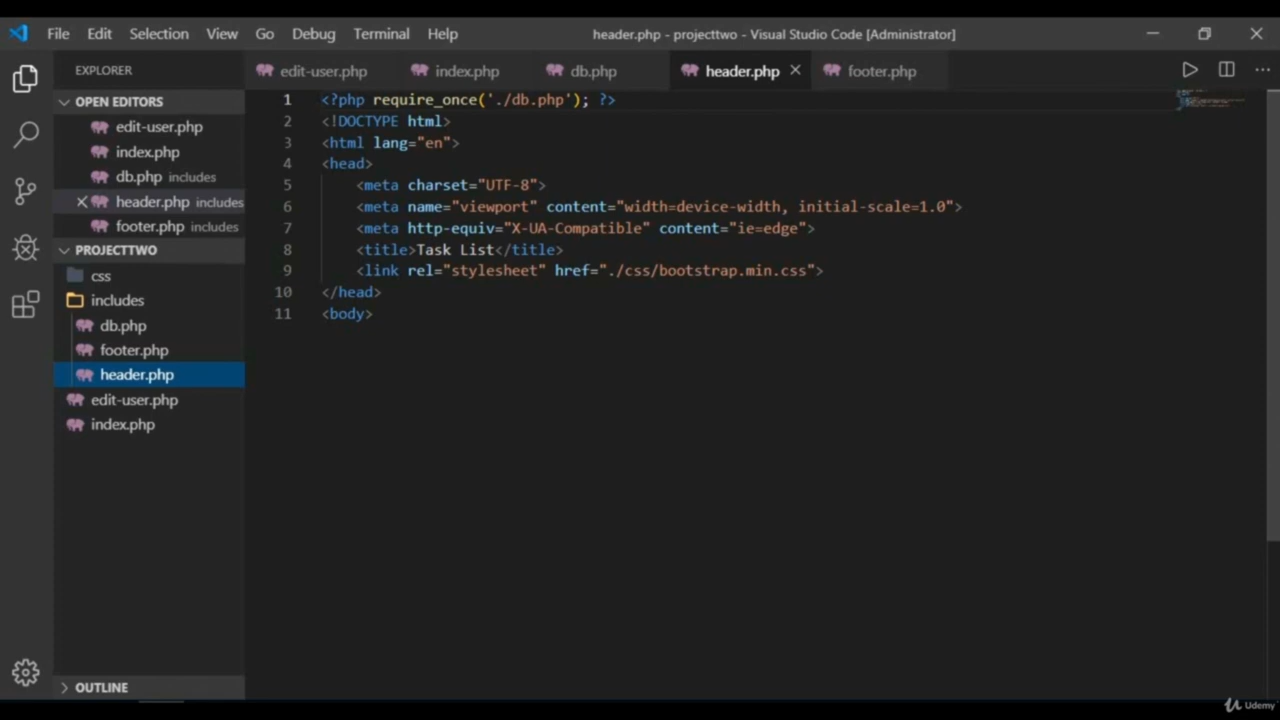 File Edit Selection View Go Debug Terminal Help
header.php - projecttwo - Visual Studio Code [Administrator]
EXPLORER
edit-user.php index.php db.php header.php footer.php
OPEN EDITORS
edit-user.php
index.php
db.php includes
header.php includes
footer.php includes
PROJECTTWO
css
includes
db.php
footer.php
header.php
edit-user.php
index.php
OUTLINE
1 <?php require_once('./db.php'); ?>
2 <!DOCTYPE html>
3 <html lang="en">
4 <head>
5 <meta charset="UTF-8">
6 <meta name="viewport" content="width=device-width, initial-scale=1.0">
7 <meta http-equiv="X-UA-Compatible" content="ie=edge">
8 <title>Task List</title>
9 <link rel="stylesheet" href="./css/bootstrap.min.css">
10 </head>
11 <body>
Udemy